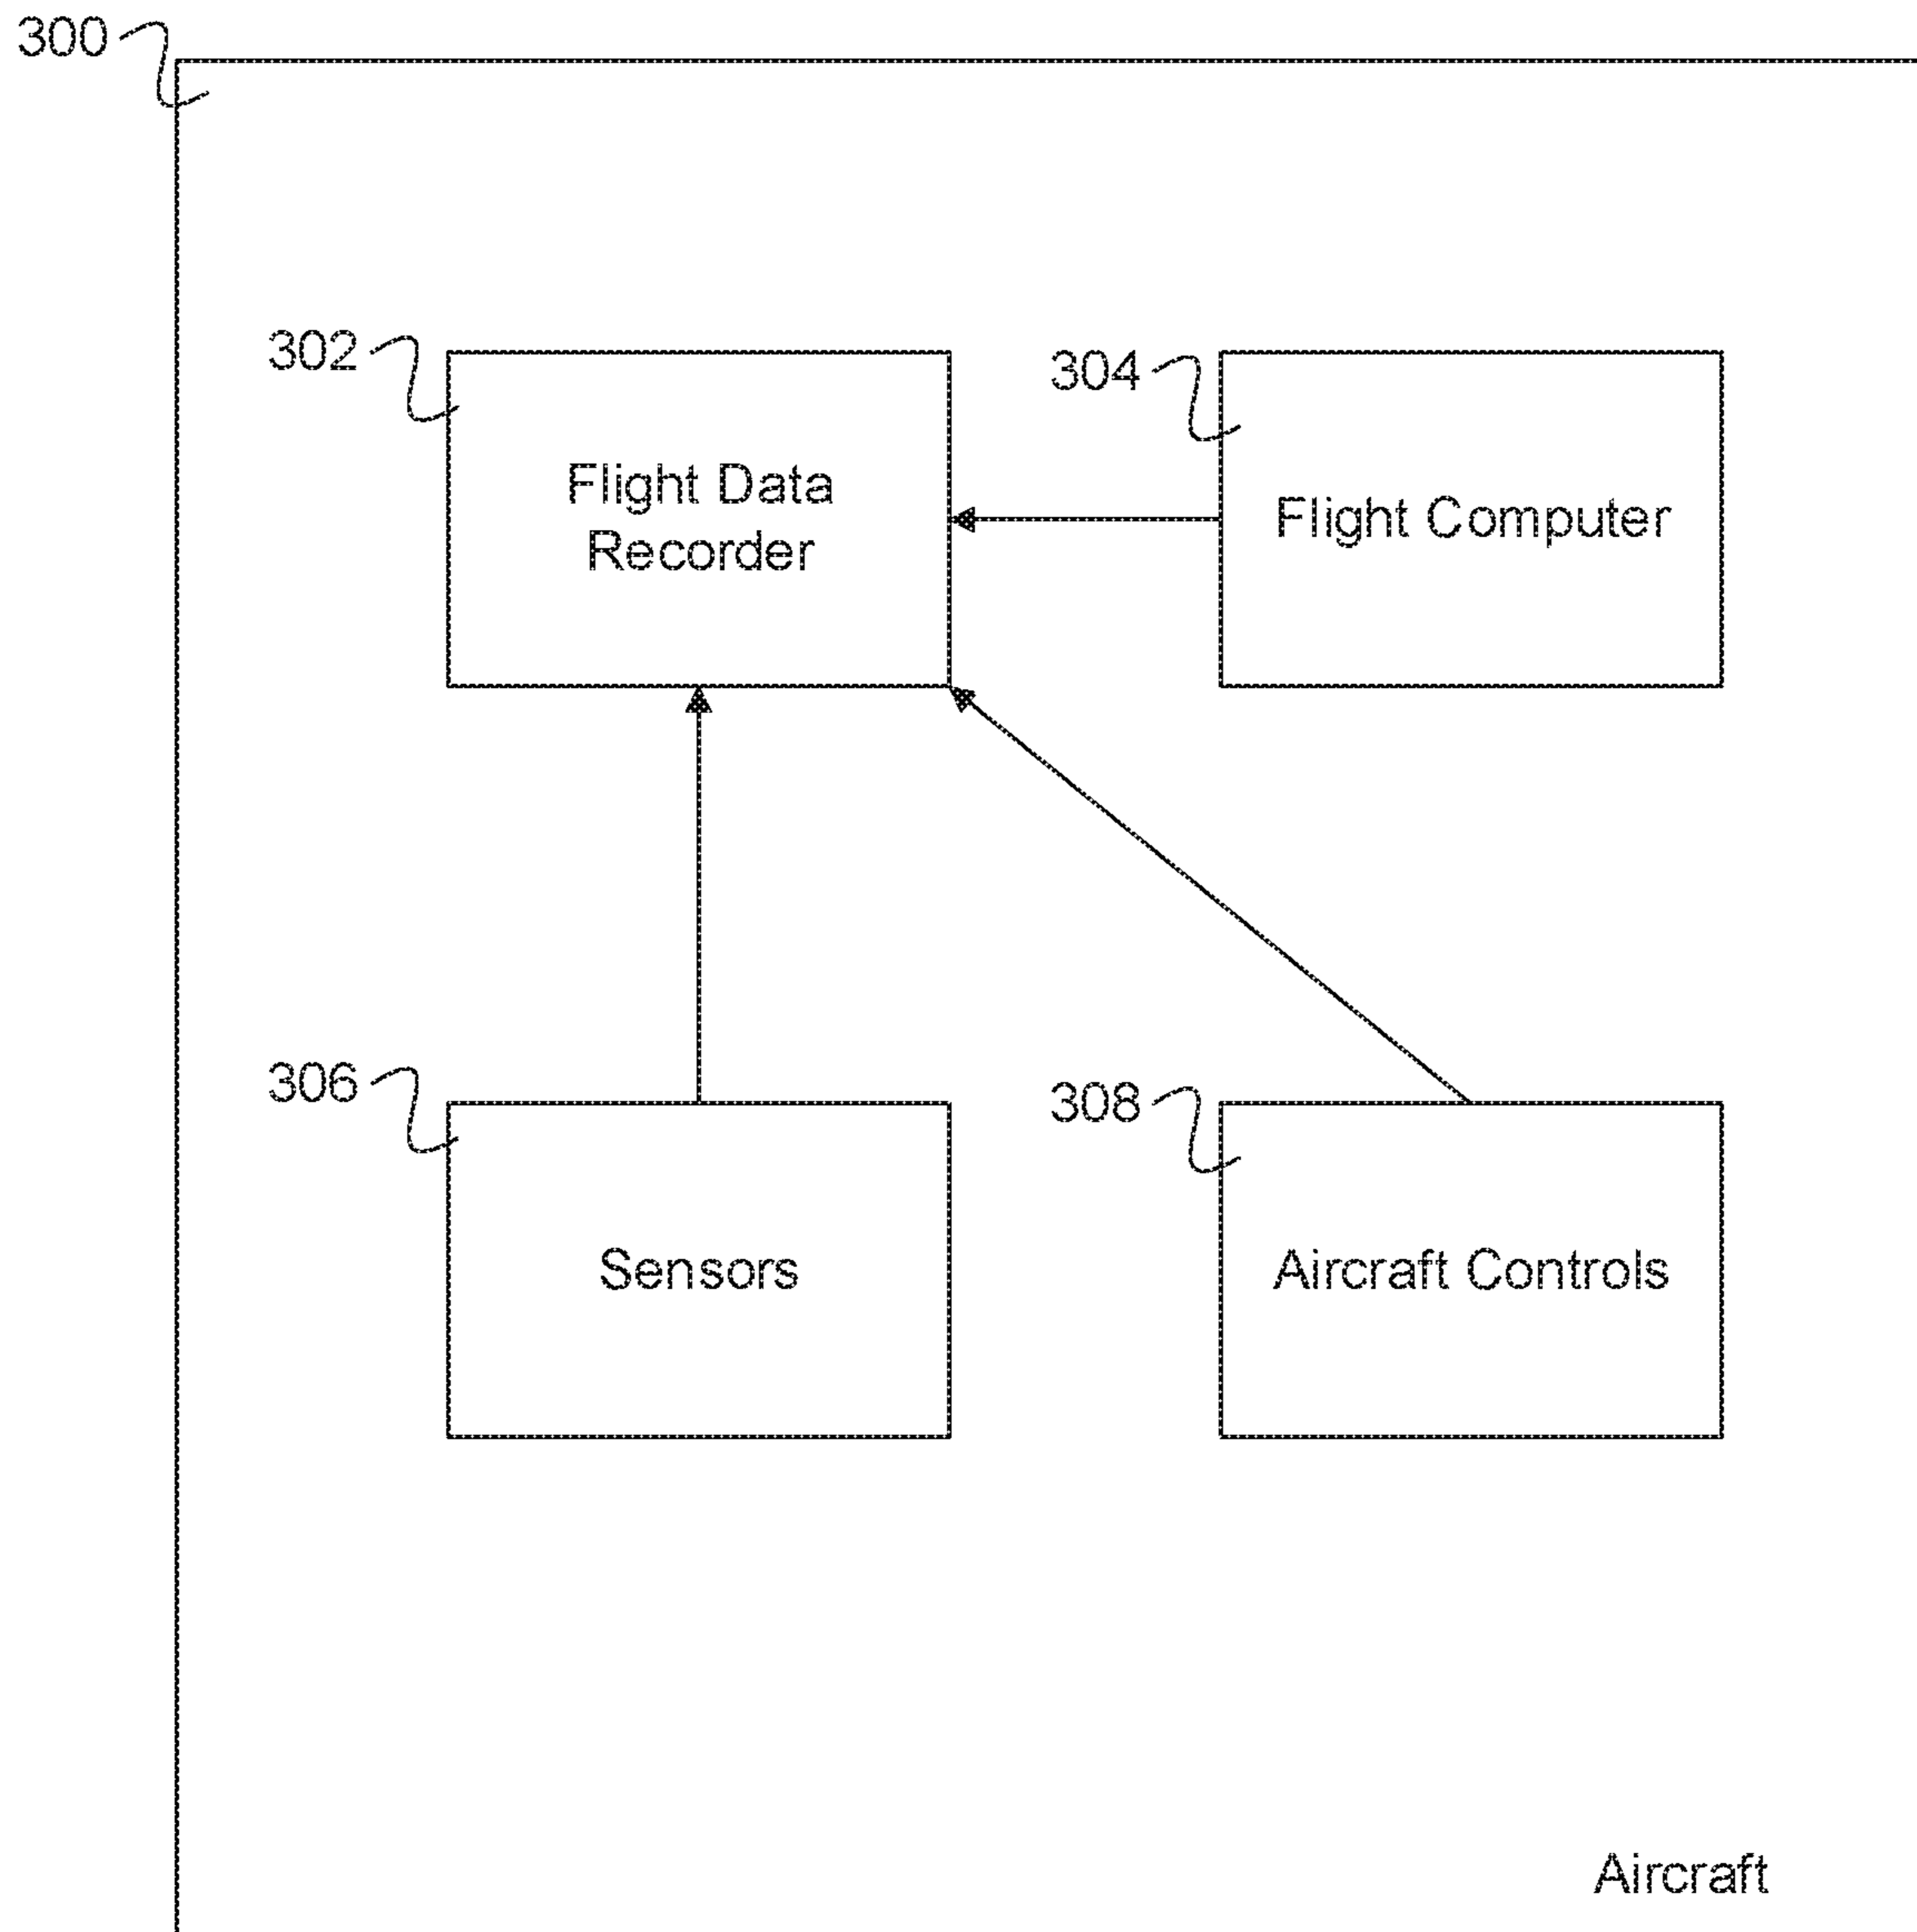 300
302
Flight Data
Recorder
304
Flight Computer
306
Sensors
308
Aircraft Controls
Aircraft